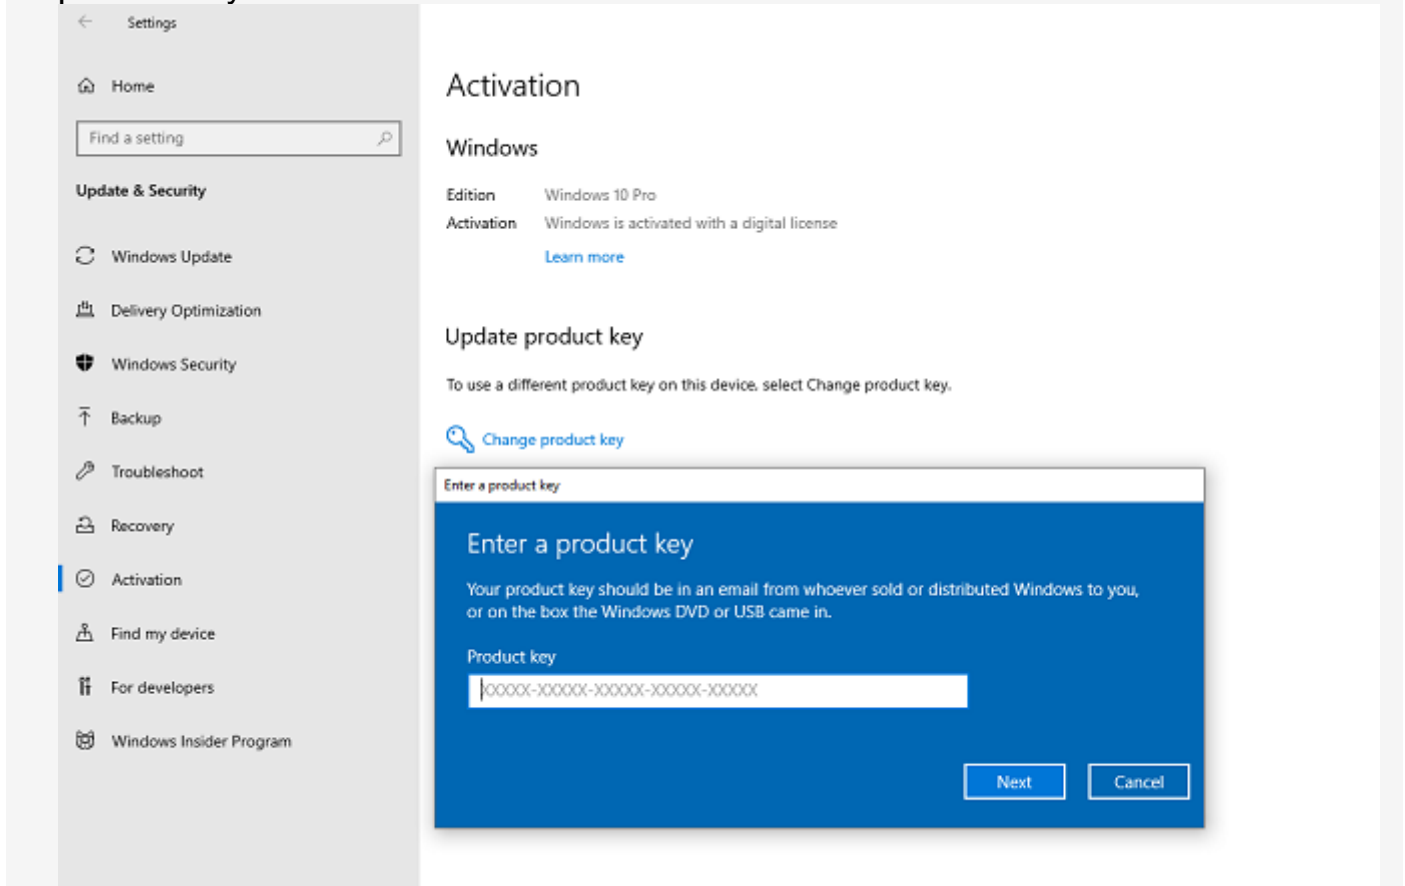 Settings
Home
Find a setting
Update & Security
Windows Update
Delivery Optimization
Windows Security
Backup
Troubleshoot
Recovery
Activation
Find my device
For developers
Windows Insider Program
Activation
Windows
Edition Windows 10 Pro
Activation Windows is activated with a digital license
Learn more
Update product key
To use a different product key on this device, select Change product key.
Change product key
Enter a product key
Enter a product key
Your product key should be in an email from whoever sold or distributed Windows to you,
or on the box the Windows DVD or USB came in.
Product key
XXXXX-XXXXX-XXXXX-XXXXX-XXXXX
Next Cancel